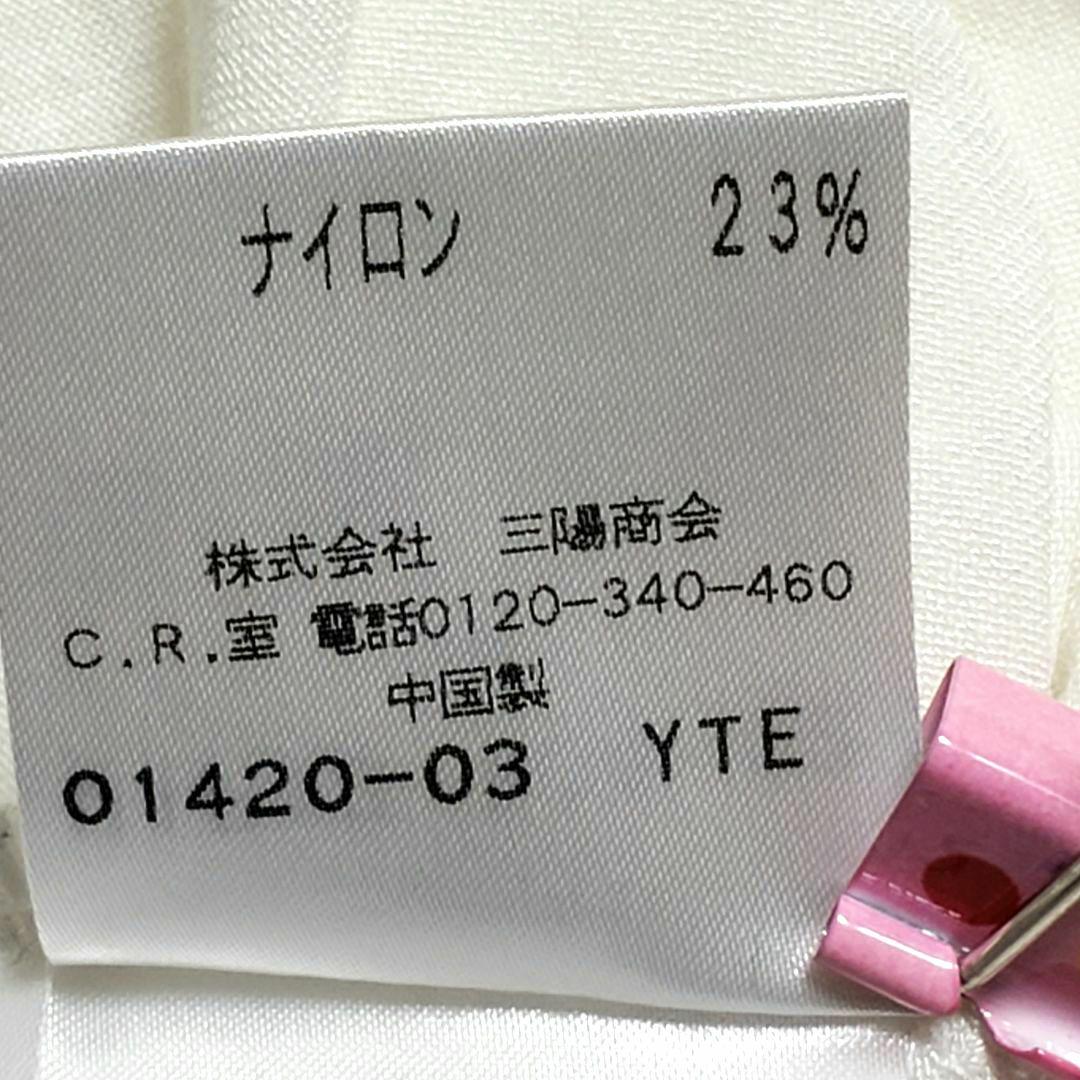 ナイロン 23%
株式会社 三陽商会
C.R.室 電話0120-340-460
中国製
01420-03 YTE